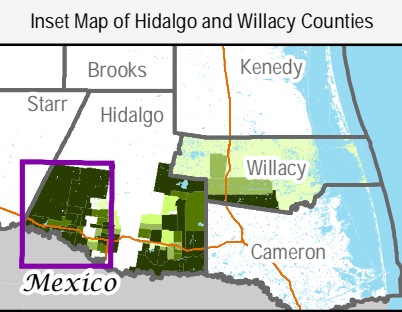 Inset Map of Hidalgo and Willacy Counties
Brooks
Kenedy
Starr
Hidalgo
Willacy
Cameron
Mexico